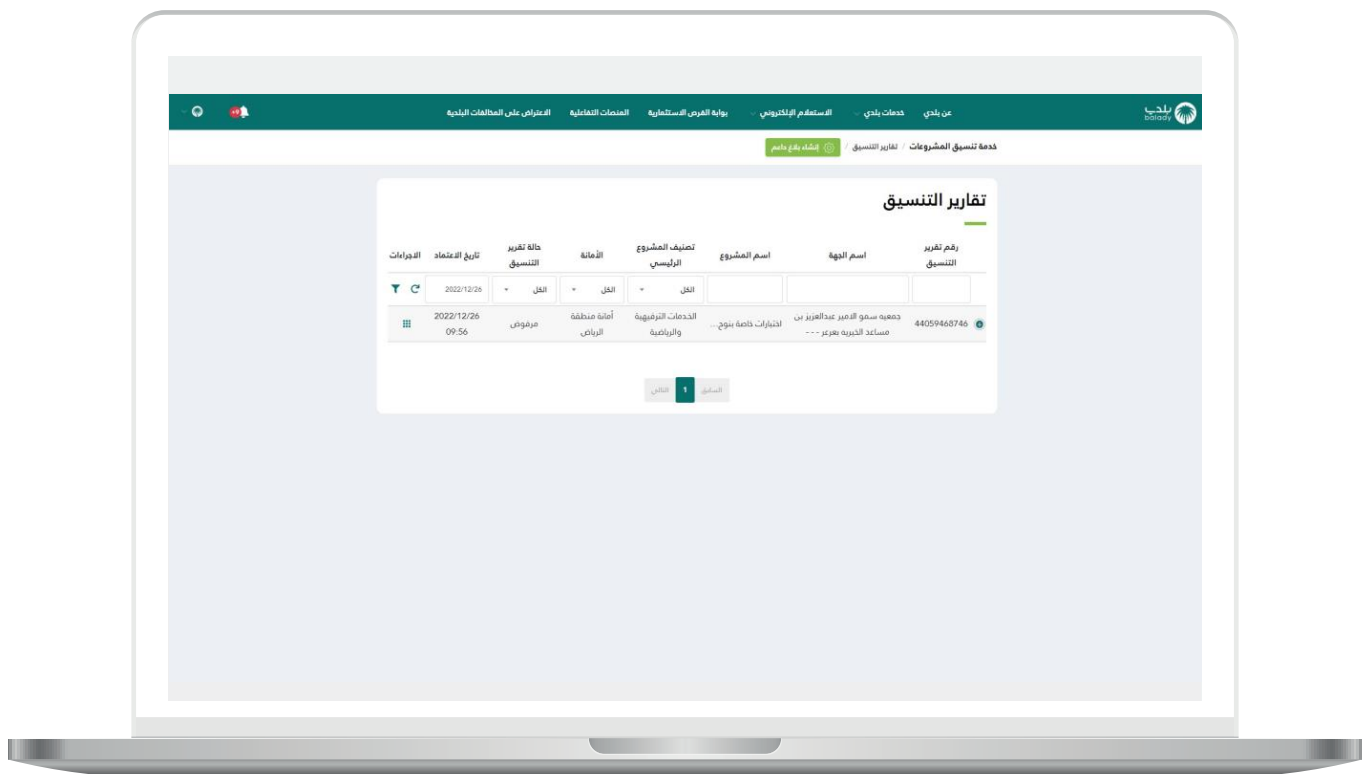 بلدي
balady
عن بلدي
خدمات بلدي
الاستعلام الإلكتروني
بوابة الفرص الاستثمارية
المنصات التفاعلية
الاعتراض على المخالفات البلدية
خدمة تنسيق المشروعات / تقارير التنسيق / إنشاء بلاغ داعم
تقارير التنسيق
رقم تقرير التنسيق
اسم الجهة
اسم المشروع
تصنيف المشروع الرئيسي
الأمانة
حالة تقرير التنسيق
تاريخ الاعتماد
الاجراءات
الكل
الكل
الكل
2022/12/26
44059468746
جمعيه سمو الامير عبدالعزيز بن
مساعد الخيريه بعرعر - - -
اختبارات خاصة بنوح...
الخدمات الترفيهية
والرياضية
أمانة منطقة
الرياض
مرفوض
2022/12/26
09:56
السابق
1
التالي